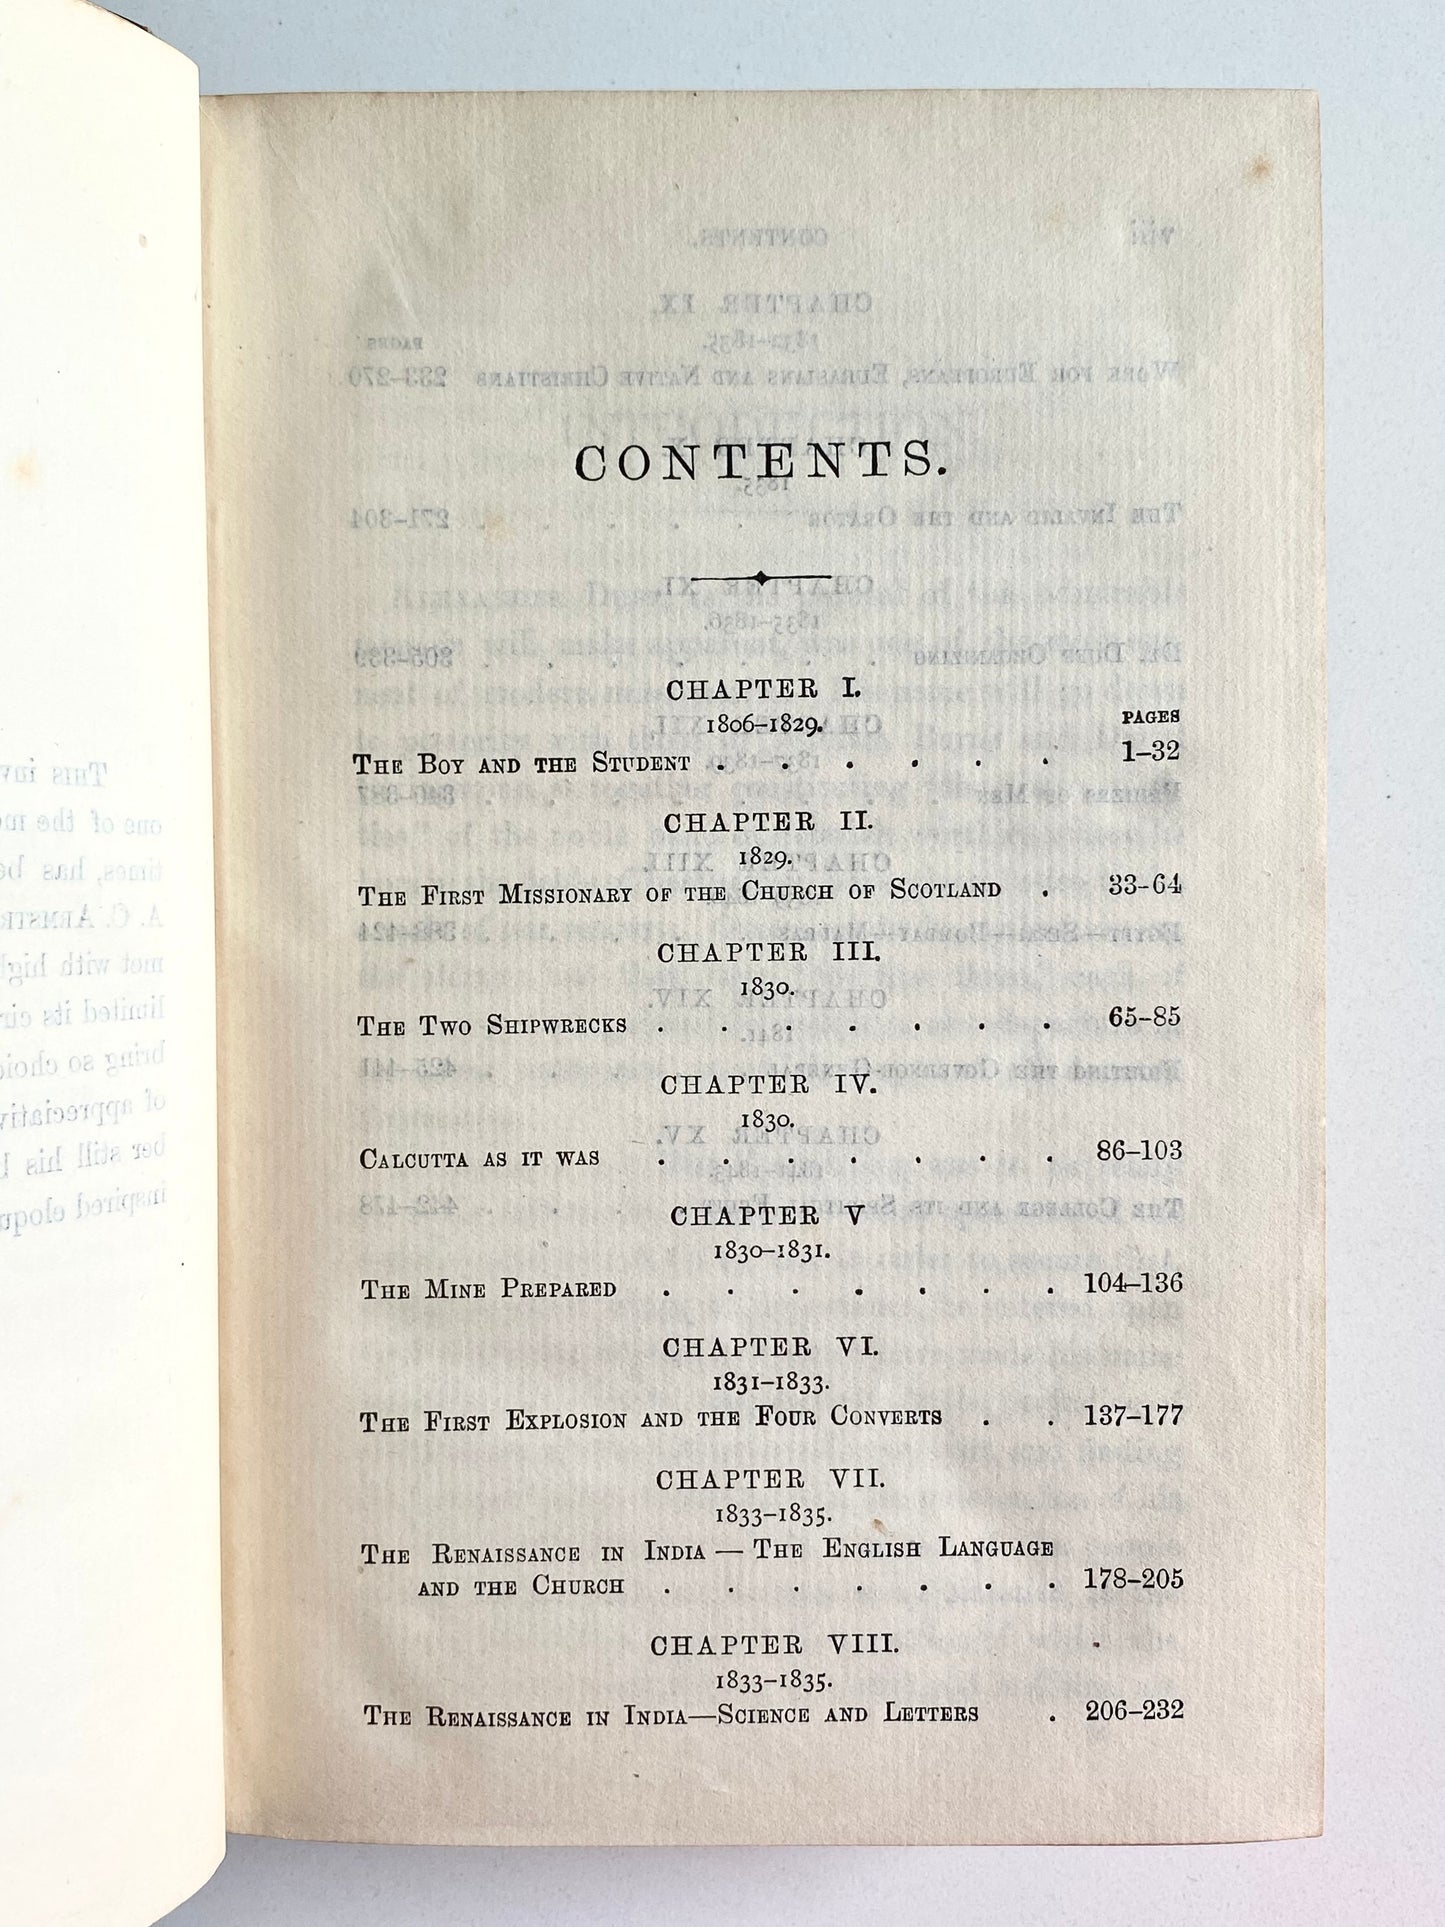 CONTENTS.
CHAPTER I.
1806–1829.
PAGES
THE BOY AND THE STUDENT . . . . . . 1–32
CHAPTER II.
1829.
THE FIRST MISSIONARY OF THE CHURCH OF SCOTLAND . 33-64
CHAPTER III.
1830.
THE TWO SHIPWRECKS . . . . . . . 65–85
CHAPTER IV.
1830.
CALCUTTA AS IT WAS . . . . . . . 86–103
CHAPTER V
1830–1831.
THE MINE PREPARED . . . . . . . 104–136
CHAPTER VI.
1831–1833.
THE FIRST EXPLOSION AND THE FOUR CONVERTS . . 137–177
CHAPTER VII.
1833–1835.
THE RENAISSANCE IN INDIA — THE ENGLISH LANGUAGE
AND THE CHURCH . . . . . . . 178–205
CHAPTER VIII.
1833–1835.
THE RENAISSANCE IN INDIA—SCIENCE AND LETTERS . 206–232